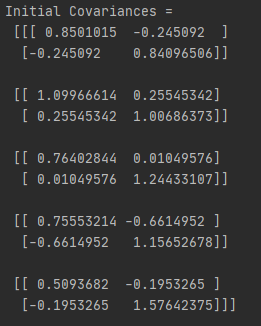 Initial Covariances =
[[[ 0.8501015  -0.245092  ]
[-0.245092   0.84096506]]
[[ 1.09966614  0.25545342]
[ 0.25545342  1.00686373]]
[[ 0.76402844  0.01049576]
[ 0.01049576  1.24433107]]
[[ 0.75553214 -0.6614952 ]
[-0.6614952   1.15652678]]
[[ 0.5093682  -0.1953265 ]
[-0.1953265   1.57642375]]]